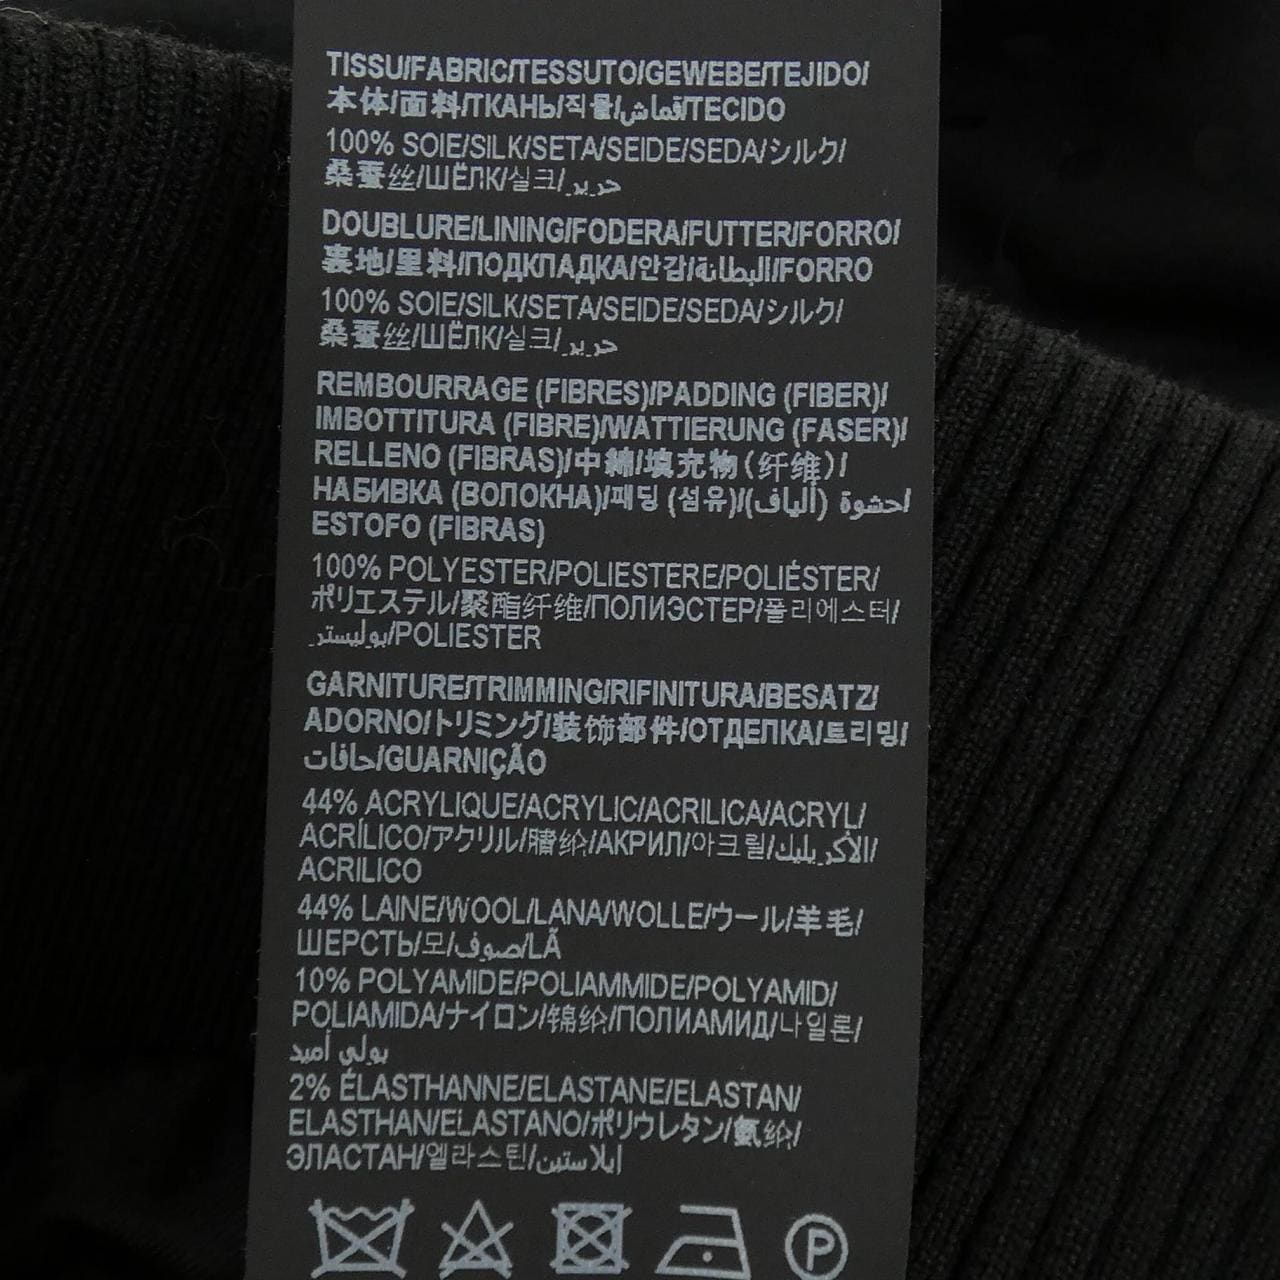 TISSU/FABRIC/TESSUTO/GEWEBE/TEJIDO/
本体/面料/ТКАНЬ/직물/قماش/TECIDO
100% SOIE/SILK/SETA/SEIDE/SEDA/シルク/
桑蚕丝/ШЁЛК/실크/حرير
DOUBLURE/LINING/FODERA/FUTTER/FORRO/
裏地/里料/ПОДКЛАДКА/안감/البطانة/FORRO
100% SOIE/SILK/SETA/SEIDE/SEDA/シルク/
桑蚕丝/ШЁЛК/실크/حرير
REMBOURRAGE (FIBRES)/PADDING (FIBER)/
IMBOTTITURA (FIBRE)/WATTIERUNG (FASER)/
RELLENO (FIBRAS)/中綿/填充物（纤维）/
НАБИВКА (ВОЛОКНА)/패딩 (섬유)/حشوة (ألياف)/
ESTOFO (FIBRAS)
100% POLYESTER/POLIESTERE/POLIÉSTER/
ポリエステル/聚酯纤维/ПОЛИЭСТЕР/폴리에스터/
بوليستر/POLIESTER
GARNITURE/TRIMMING/RIFINITURA/BESATZ/
ADORNO/トリミング/装饰部件/ОТДЕЛКА/트리밍/
حافات/GUARNIÇÃO
44% ACRYLIQUE/ACRYLIC/ACRILICA/ACRYL/
ACRÍLICO/アクリル/腈纶/АКРИЛ/아크릴/الأكريليك/
ACRILICO
44% LAINE/WOOL/LANA/WOLLE/ウール/羊毛/
ШЕРСТЬ/모/صوف/LÃ
10% POLYAMIDE/POLIAMMIDE/POLYAMID/
POLIAMIDA/ナイロン/锦纶/ПОЛИАМИД/나일론/
بولي أميد
2% ÉLASTHANNE/ELASTANE/ELASTAN/
ELASTHAN/ELASTANO/ポリウレタン/氨纶/
ЭЛАСТАН/엘라스틴/إيلاستين
P